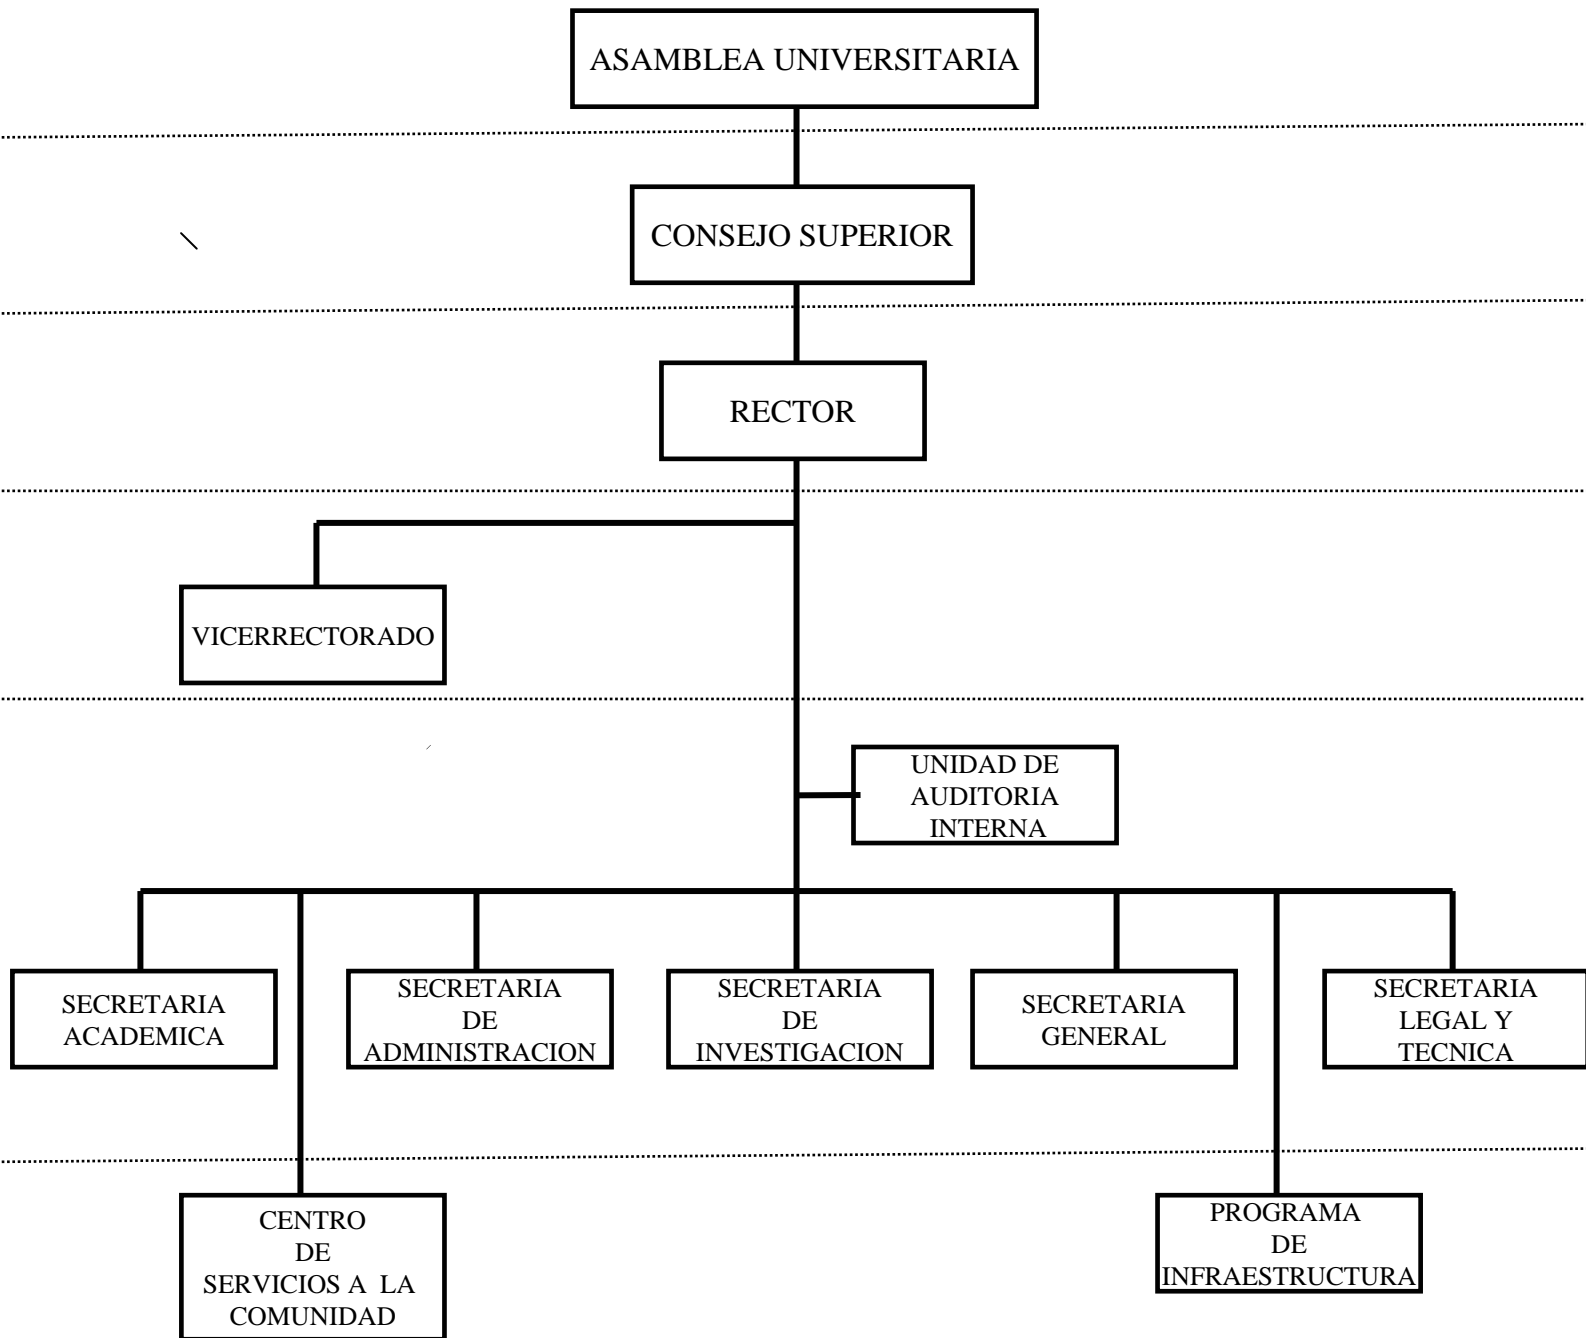 ASAMBLEA UNIVERSITARIA
CONSEJO SUPERIOR
RECTOR
VICERRECTORADO
UNIDAD DE
AUDITORIA
INTERNA
SECRETARIA
ACADEMICA
SECRETARIA
DE
ADMINISTRACION
SECRETARIA
DE
INVESTIGACION
SECRETARIA
GENERAL
SECRETARIA
LEGAL Y
TECNICA
CENTRO
DE
SERVICIOS A LA
COMUNIDAD
PROGRAMA
DE
INFRAESTRUCTURA